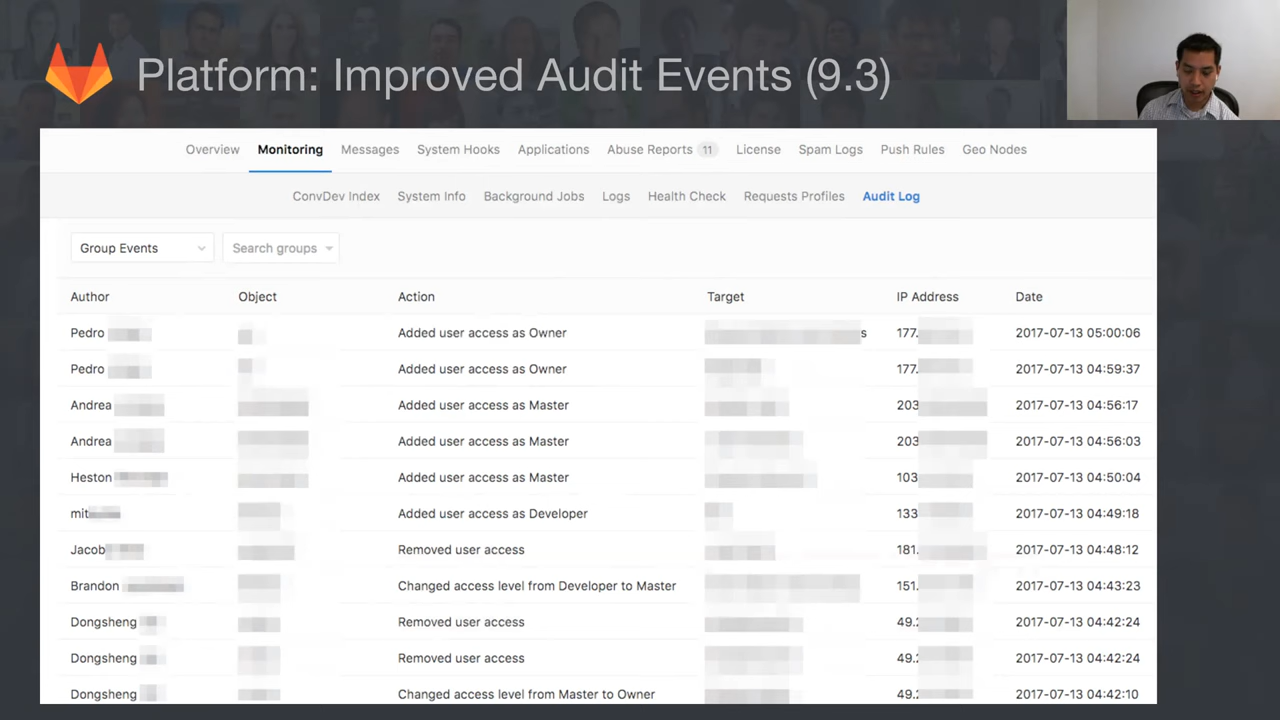 Platform: Improved Audit Events (9.3)
Overview Monitoring Messages System Hooks Applications Abuse Reports 11 License Spam Logs Push Rules Geo Nodes
ConvDev Index System Info Background Jobs Logs Health Check Requests Profiles Audit Log
Group Events Search groups
Author Object Action Target IP Address Date
Pedro Added user access as Owner s 177. 2017-07-13 05:00:06
Pedro Added user access as Owner 177. 2017-07-13 04:59:37
Andrea Added user access as Master 203 2017-07-13 04:56:17
Andrea Added user access as Master 203 2017-07-13 04:56:03
Heston Added user access as Master 103 2017-07-13 04:50:04
mit Added user access as Developer 133 2017-07-13 04:49:18
Jacob Removed user access 181. 2017-07-13 04:48:12
Brandon Changed access level from Developer to Master 151. 2017-07-13 04:43:23
Dongsheng Removed user access 49.2 2017-07-13 04:42:24
Dongsheng Removed user access 49.2 2017-07-13 04:42:24
Dongsheng Changed access level from Master to Owner 49.2 2017-07-13 04:42:10